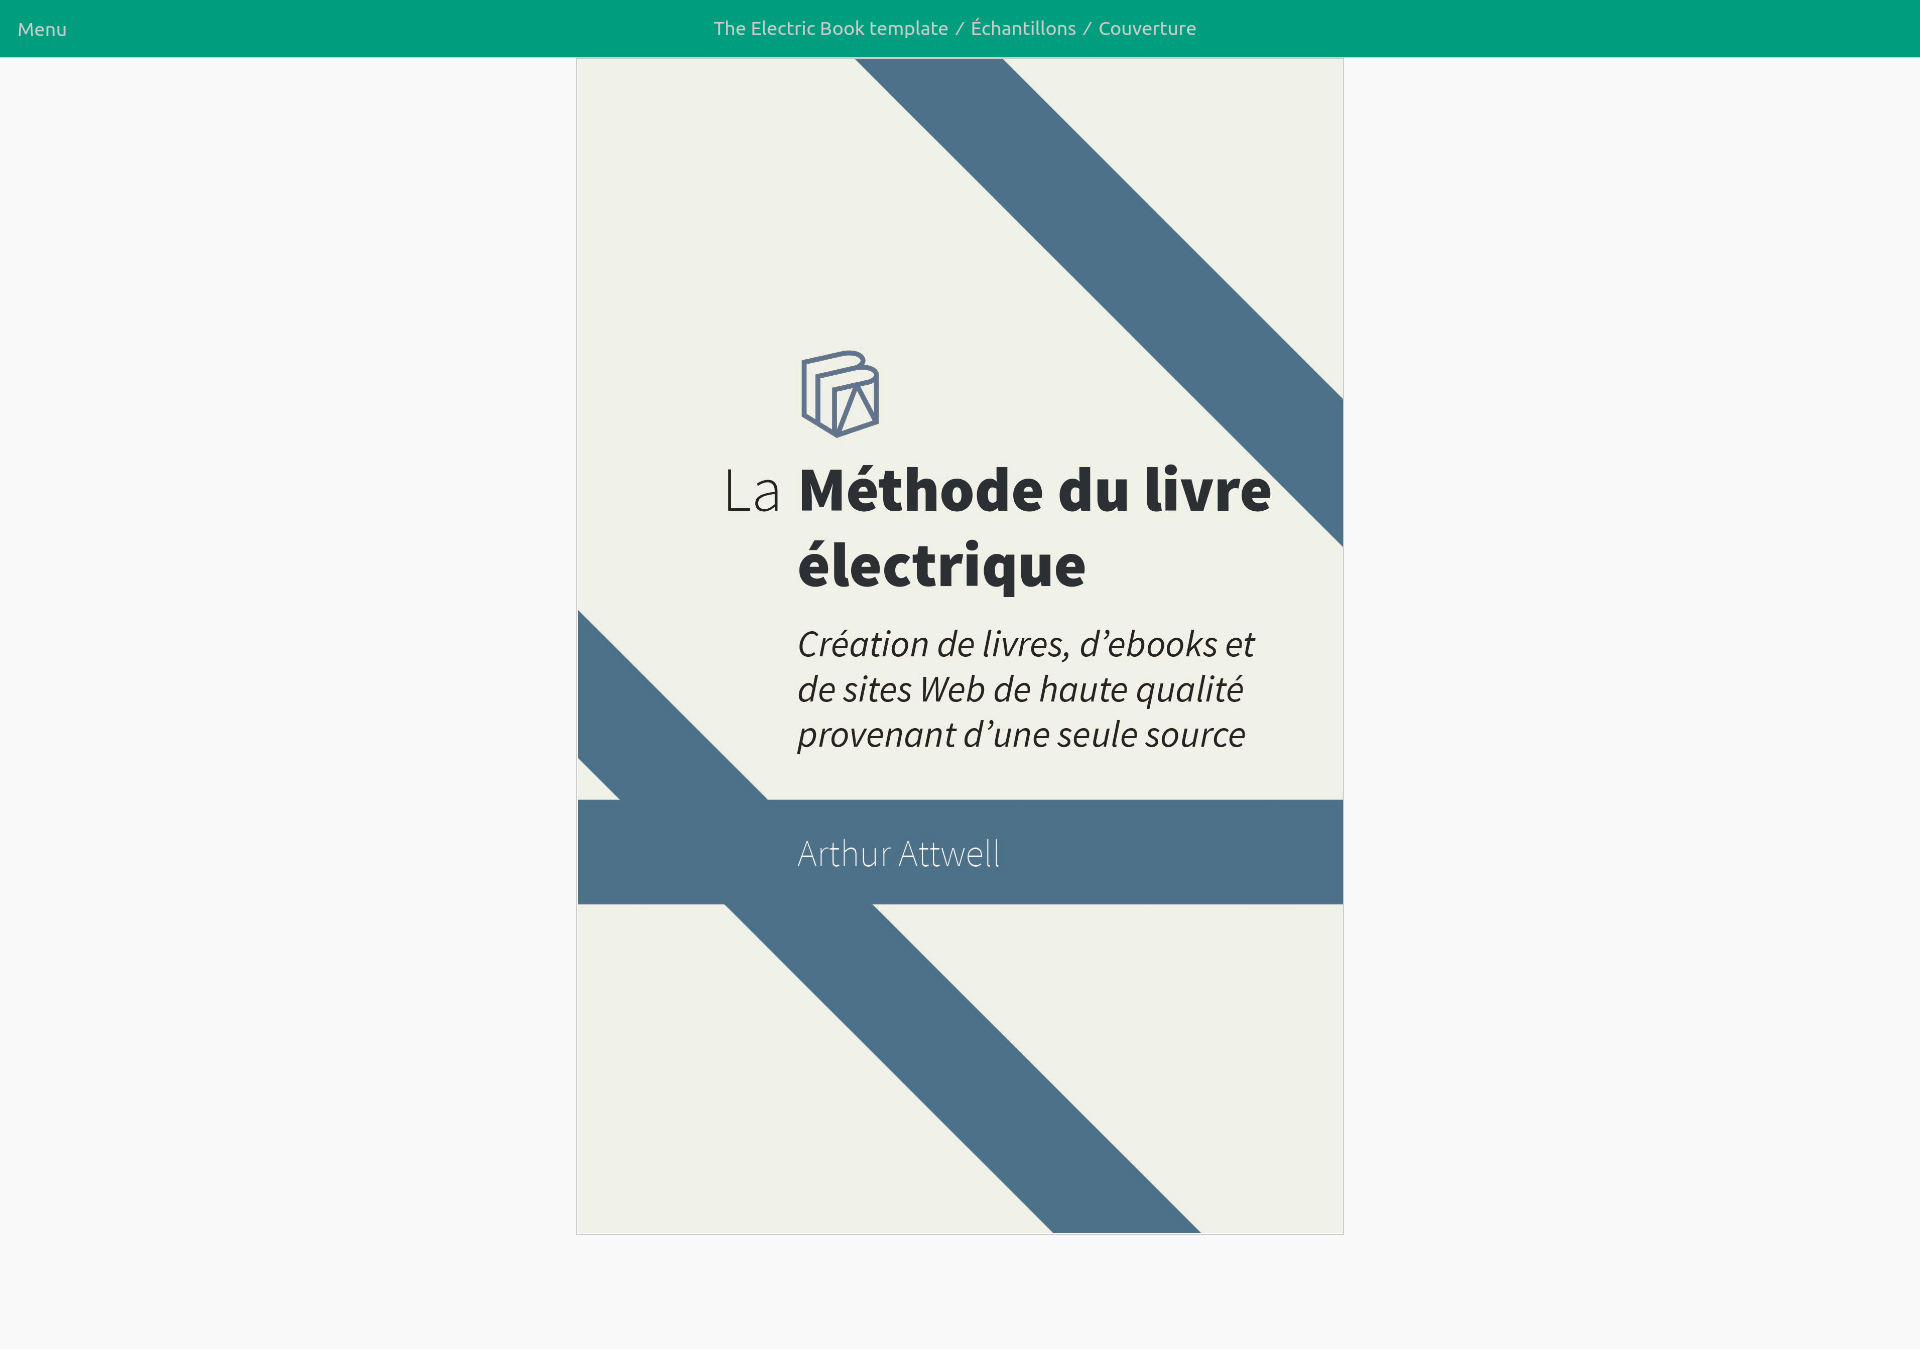 Menu
The Electric Book template / Échantillons / Couverture
La Méthode du livre
électrique
Création de livres, d’ebooks et
de sites Web de haute qualité
provenant d’une seule source
Arthur Attwell